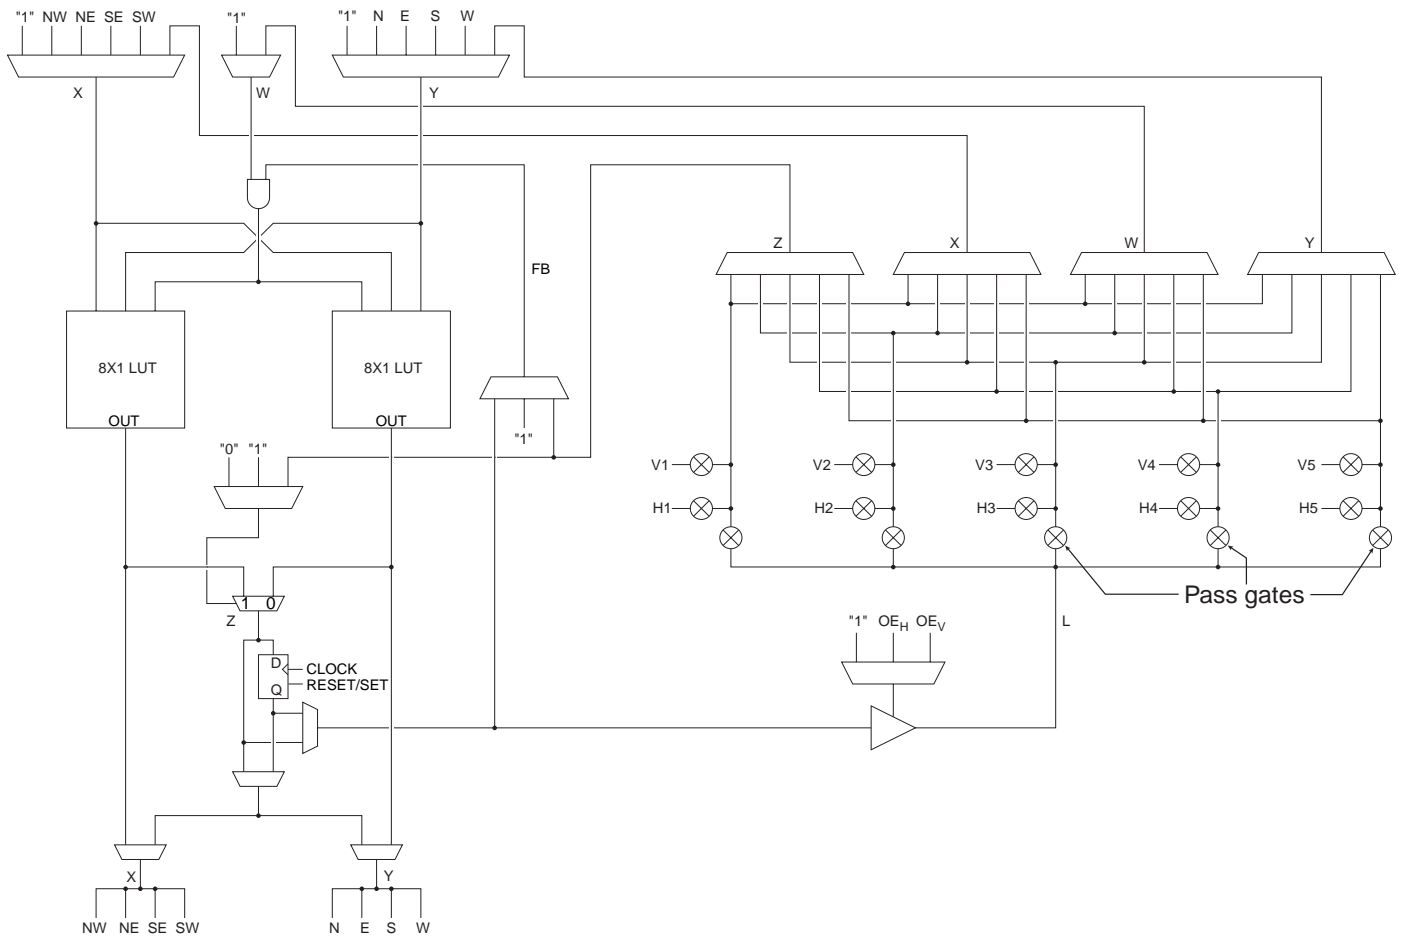 "1" NW NE SE SW "1" "1" N E S W
X W Y
FB
Z X W Y
8X1 LUT 8X1 LUT
OUT OUT
"0" "1" "1"
V1 V2 V3 V4 V5
H1 H2 H3 H4 H5
1 0
Pass gates
Z
"1" OEH OEV L
D CLOCK
Q RESET/SET
X Y
NW NE SE SW N E S W